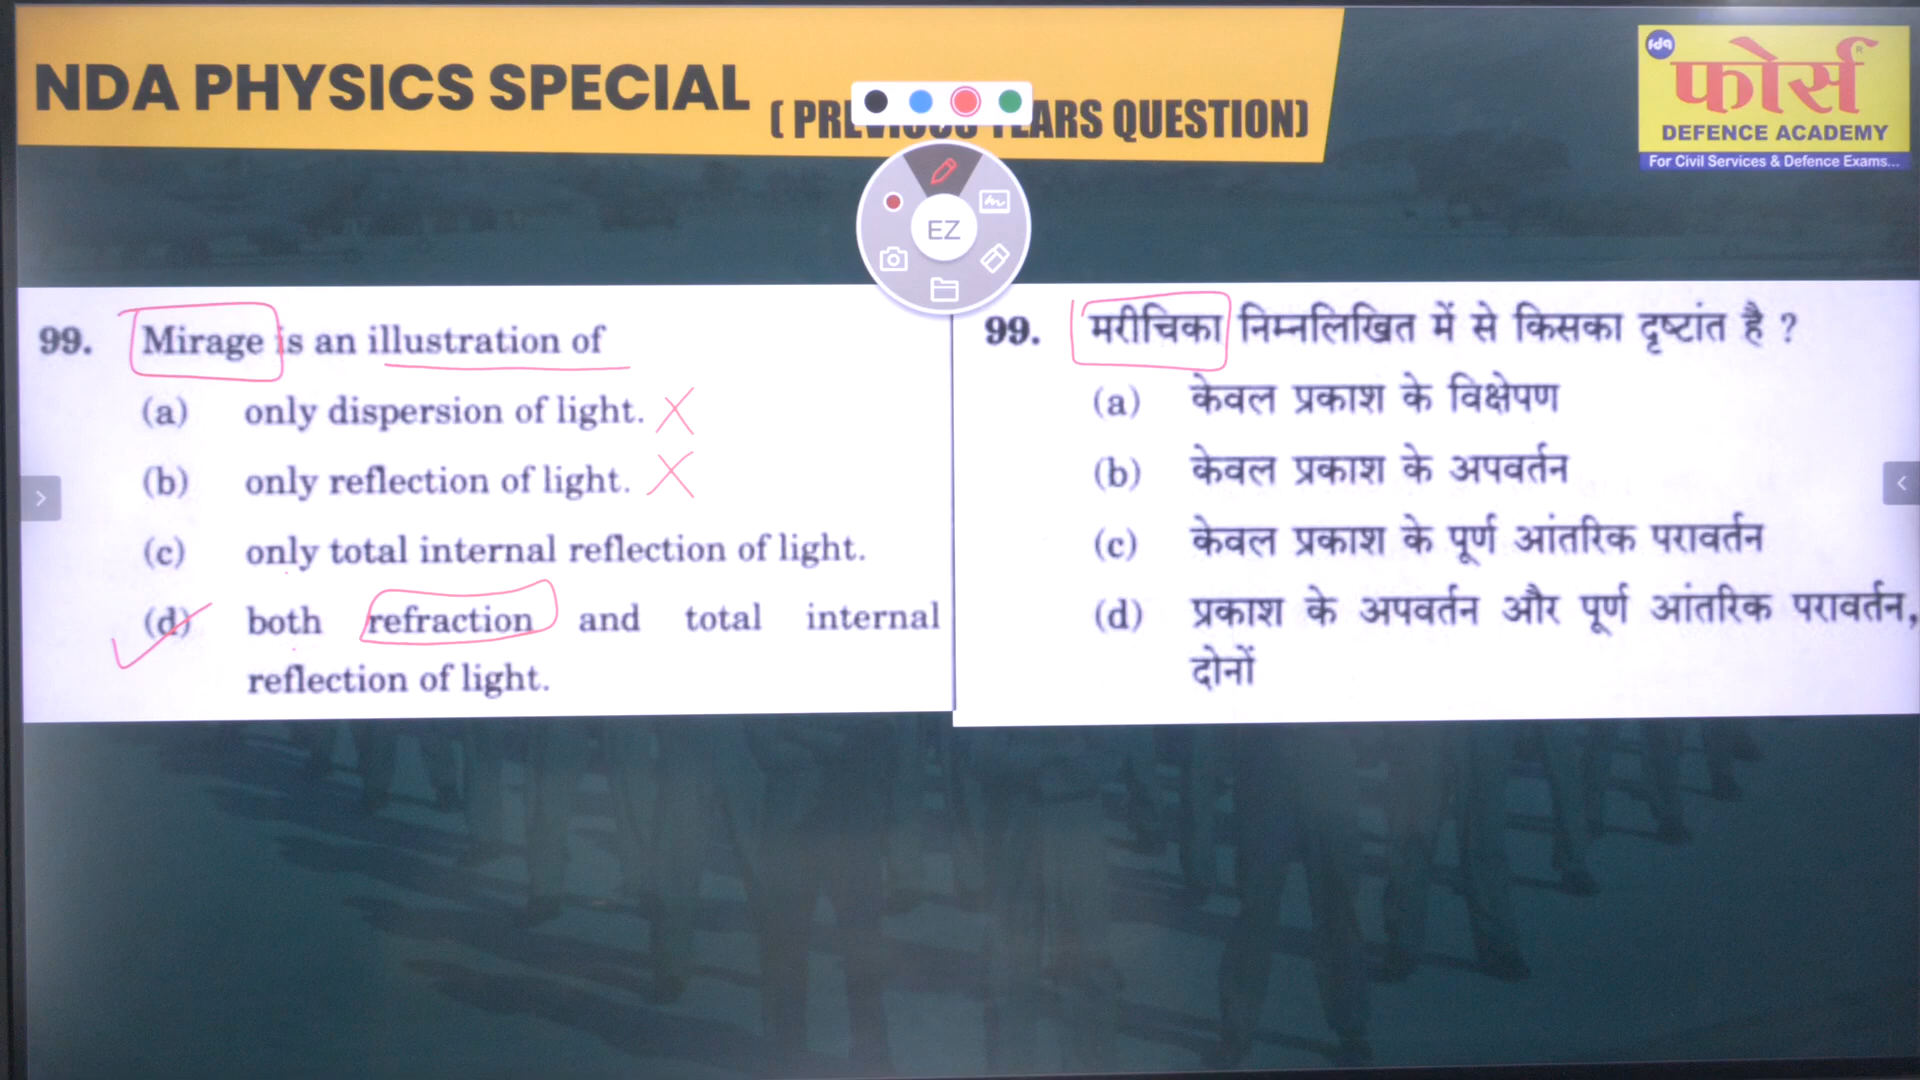 NDA PHYSICS SPECIAL
ARS QUESTION)
fdq
फोर्स
®
DEFENCE ACADEMY
For Civil Services & Defence Exams...
EZ
99. Mirage is an illustration of
(a) only dispersion of light.
(b) only reflection of light.
(c) only total internal reflection of light.
(d) both refraction and total internal
reflection of light.
99. मरीचिका निम्नलिखित में से किसका दृष्टांत है ?
(a) केवल प्रकाश के विक्षेपण
(b) केवल प्रकाश के अपवर्तन
(c) केवल प्रकाश के पूर्ण आंतरिक परावर्तन
(d) प्रकाश के अपवर्तन और पूर्ण आंतरिक परावर्तन,
दोनों